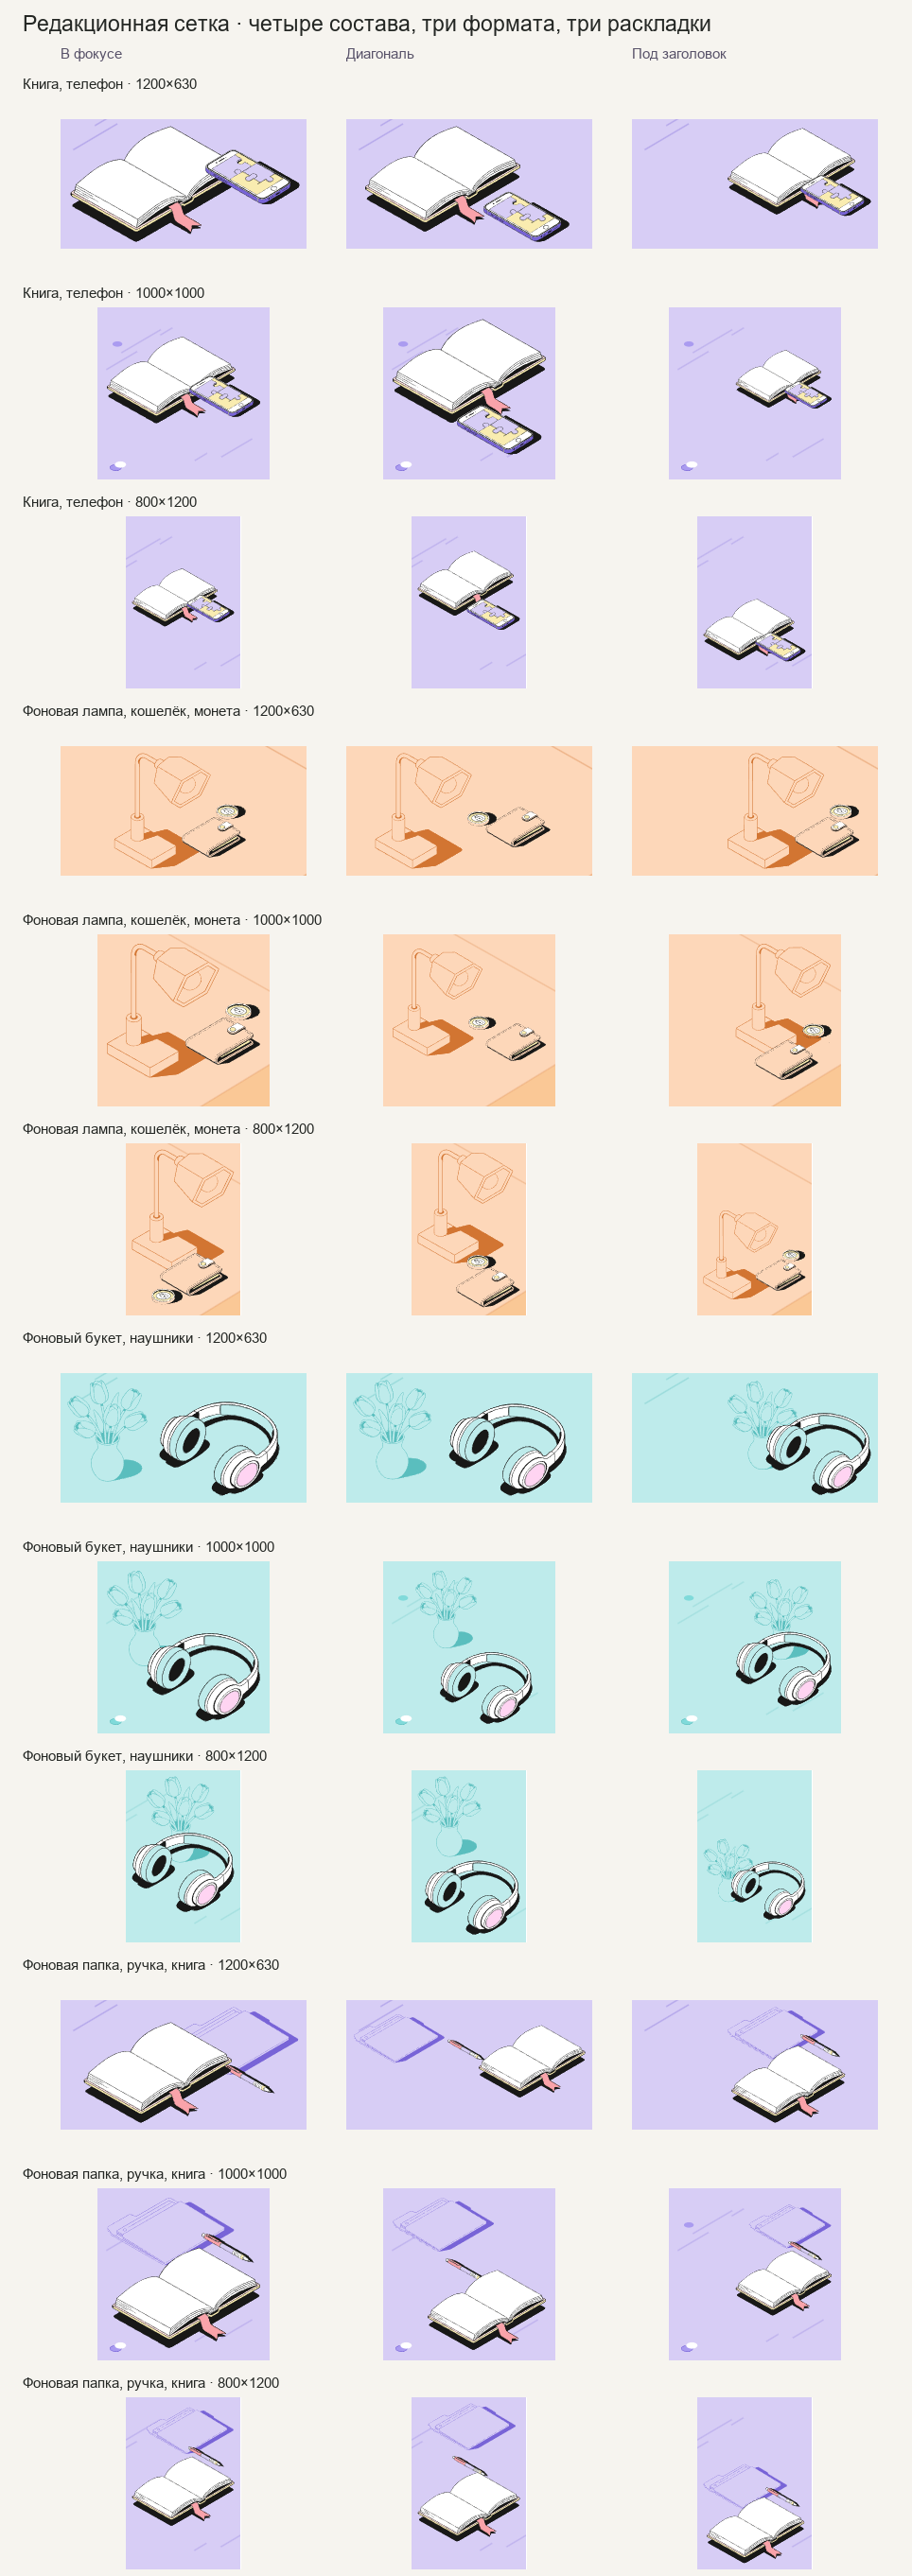 Редакционная сетка · четыре состава, три формата, три раскладки
В фокусе Диагональ Под заголовок
Книга, телефон · 1200×630
Книга, телефон · 1000×1000
Книга, телефон · 800×1200
Фоновая лампа, кошелёк, монета · 1200×630
Фоновая лампа, кошелёк, монета · 1000×1000
Фоновая лампа, кошелёк, монета · 800×1200
Фоновый букет, наушники · 1200×630
Фоновый букет, наушники · 1000×1000
Фоновый букет, наушники · 800×1200
Фоновая папка, ручка, книга · 1200×630
Фоновая папка, ручка, книга · 1000×1000
Фоновая папка, ручка, книга · 800×1200